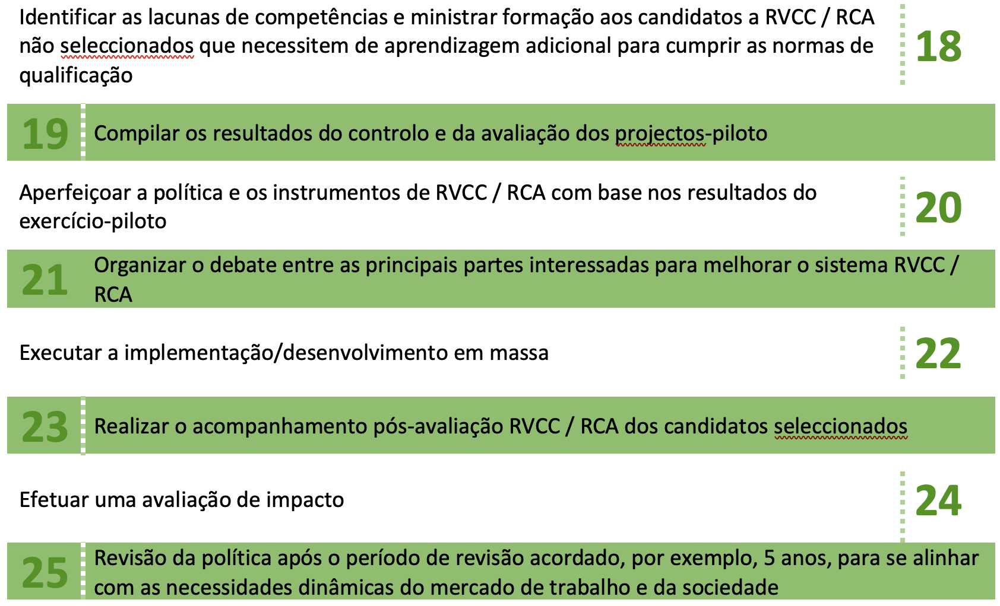 Identificar as lacunas de competências e ministrar formação aos candidatos a RVCC / RCA
não seleccionados que necessitem de aprendizagem adicional para cumprir as normas de
qualificação
18
19
Compilar os resultados do controlo e da avaliação dos projectos-piloto
Aperfeiçoar a política e os instrumentos de RVCC / RCA com base nos resultados do
exercício-piloto
20
21
Organizar o debate entre as principais partes interessadas para melhorar o sistema RVCC /
RCA
Executar a implementação/desenvolvimento em massa
22
23
Realizar o acompanhamento pós-avaliação RVCC / RCA dos candidatos seleccionados
Efetuar uma avaliação de impacto
24
25
Revisão da política após o período de revisão acordado, por exemplo, 5 anos, para se alinhar
com as necessidades dinâmicas do mercado de trabalho e da sociedade